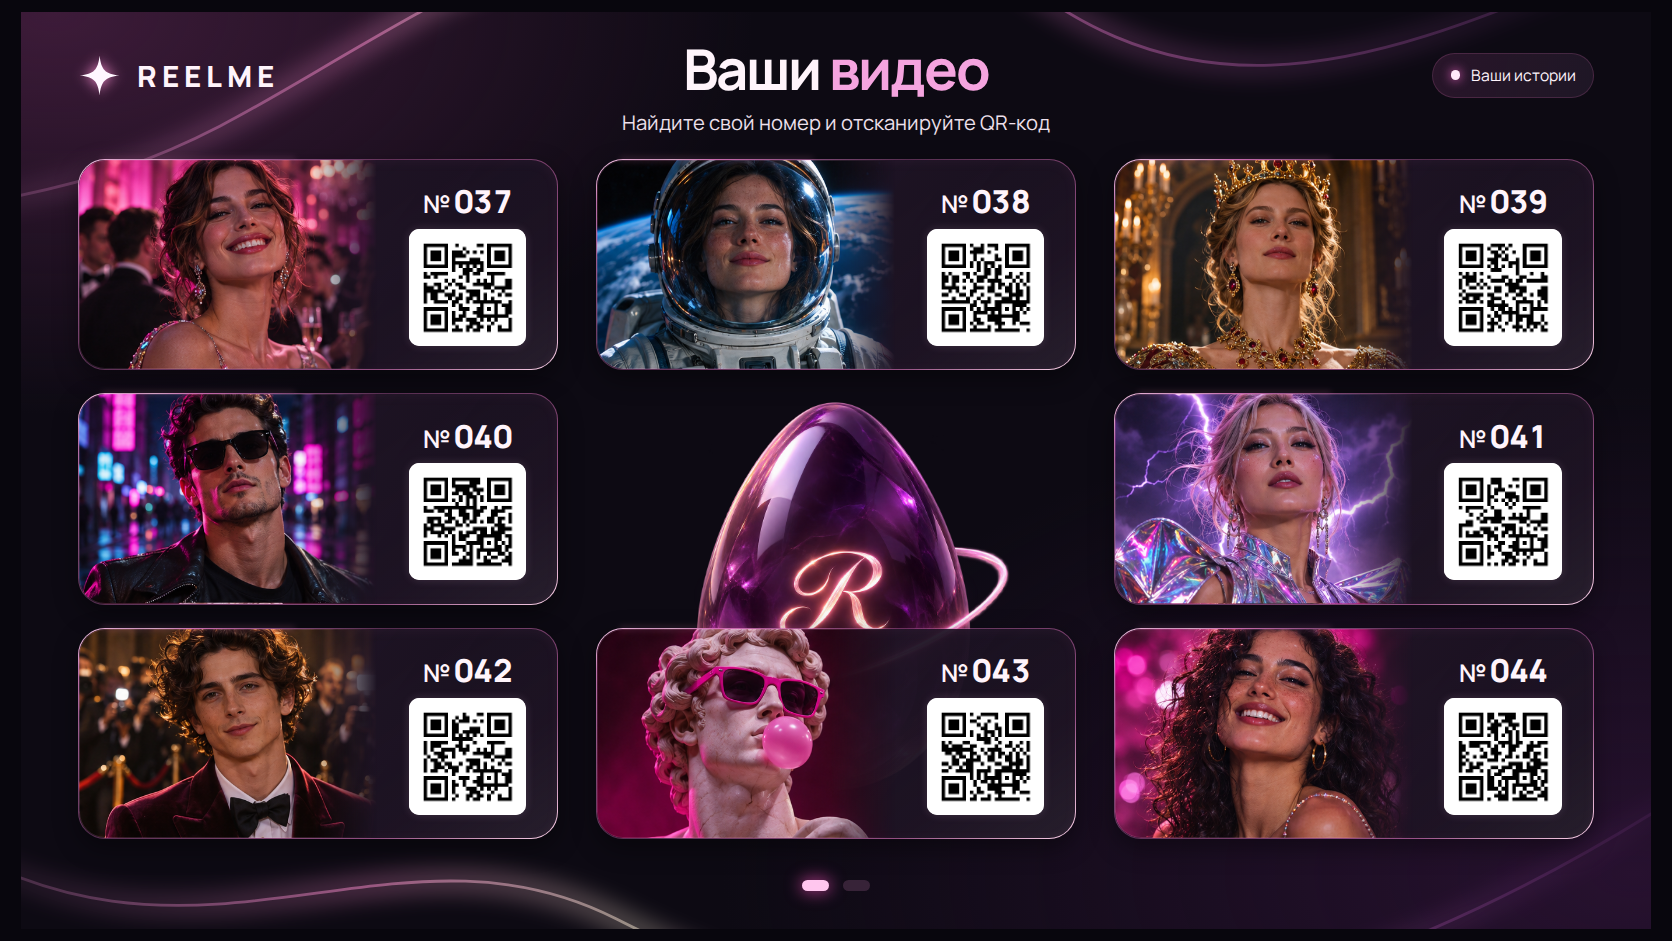 REELME
Ваши видео
Ваши истории
Найдите свой номер и отсканируйте QR-код
№037
№038
№039
№040
№041
R
№042
№043
№044